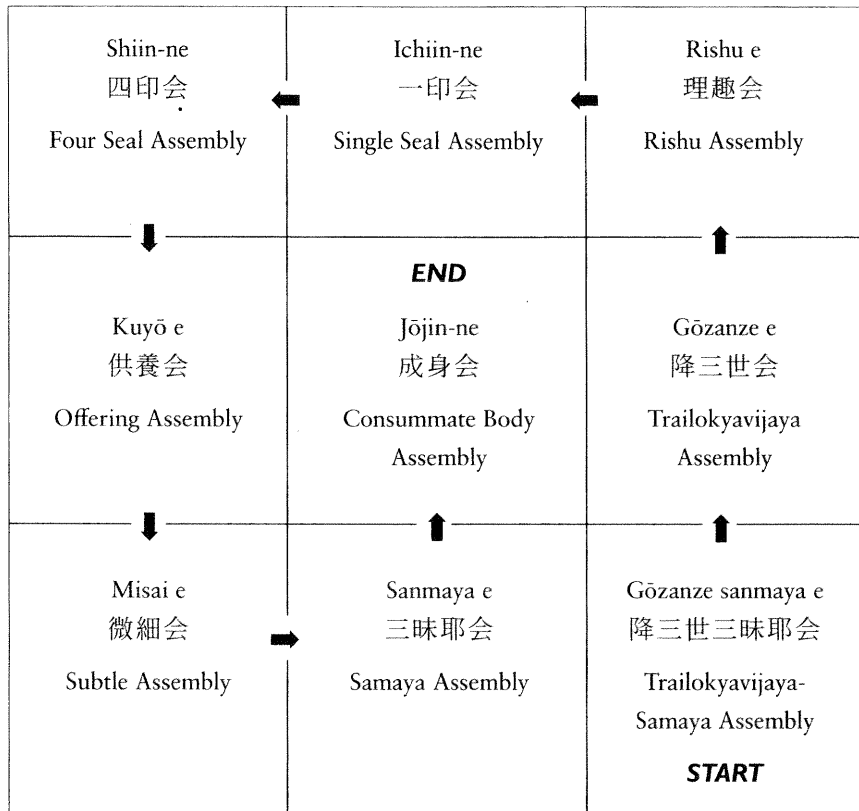 Shiin-ne
四印会
Four Seal Assembly
Ichiin-ne
一印会
Single Seal Assembly
Rishu e
理趣会
Rishu Assembly
Kuyō e
供養会
Offering Assembly
END
Jōjin-ne
成身会
Consummate Body
Assembly
Gōzanze e
降三世会
Trailokyavijaya
Assembly
Misai e
微細会
Subtle Assembly
Sanmaya e
三昧耶会
Samaya Assembly
Gōzanze sanmaya e
降三世三昧耶会
Trailokyavijaya-
Samaya Assembly
START